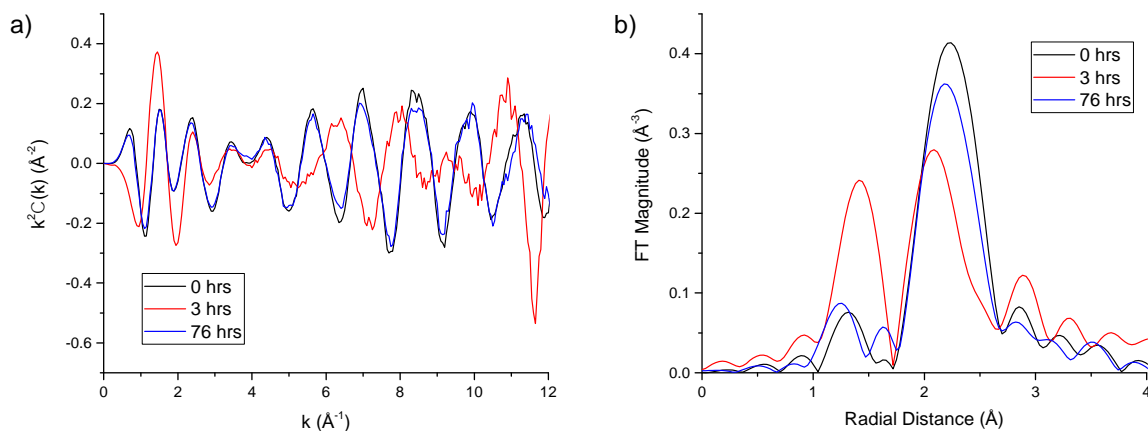 a)
0.4
0.2
0.0
-0.2
-0.4
-0.6
k²C(k) (Å⁻²)
0 hrs
3 hrs
76 hrs
0 2 4 6 8 10 12
k (Å⁻¹)
b)
0.4
0.3
0.2
0.1
0.0
FT Magnitude (Å⁻³)
0 hrs
3 hrs
76 hrs
0 1 2 3 4
Radial Distance (Å)